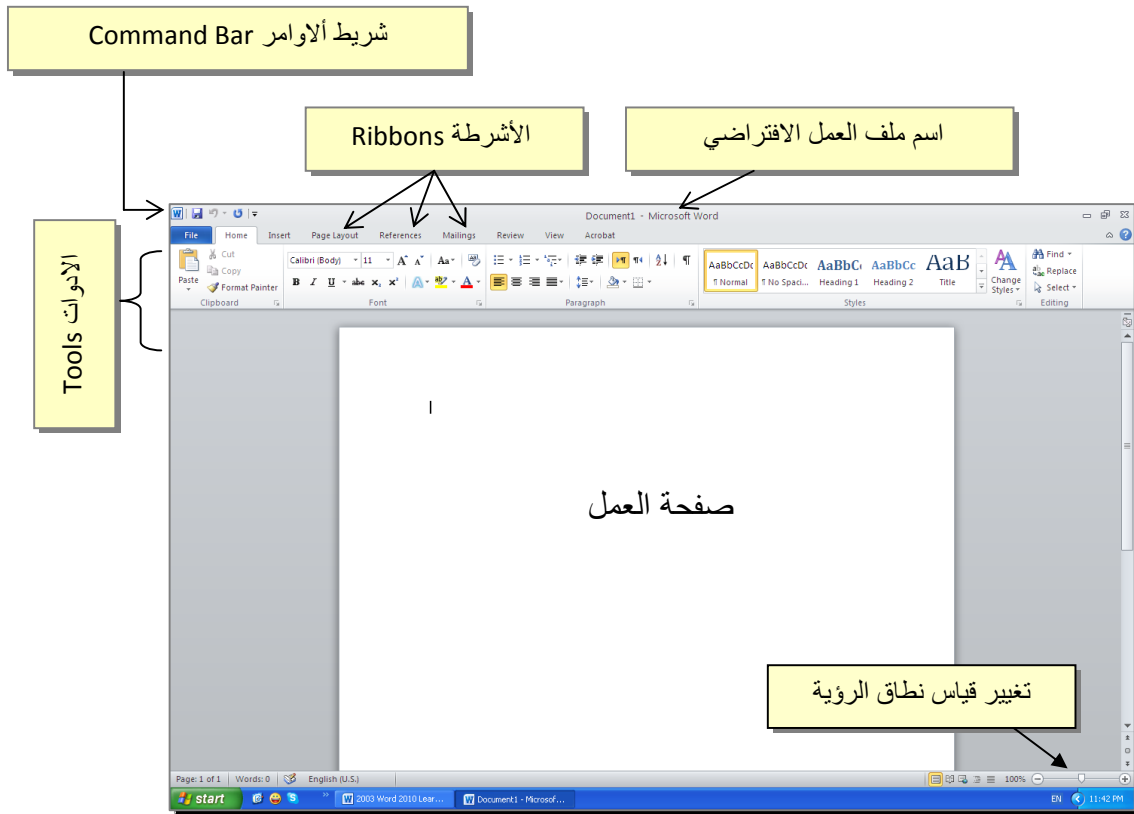 شريط ألاوامر Command Bar
الأشرطة Ribbons
اسم ملف العمل الافتراضي
Document1 - Microsoft Word
File Home Insert Page Layout References Mailings Review View Acrobat
الادوات Tools
Paste
Cut
Copy
Format Painter
Clipboard
Calibri (Body) 11
Font
Paragraph
AaBbCcDc AaBbCcDc AaBbC AaBbCc AaB
¶ Normal ¶ No Spaci... Heading 1 Heading 2 Title
Change Styles
Styles
Find
Replace
Select
Editing
صفحة العمل
تغيير قياس نطاق الرؤية
Page: 1 of 1 Words: 0 English (U.S.) 100%
start 2003 Word 2010 Lear... Document1 - Microsof... EN 11:42 PM